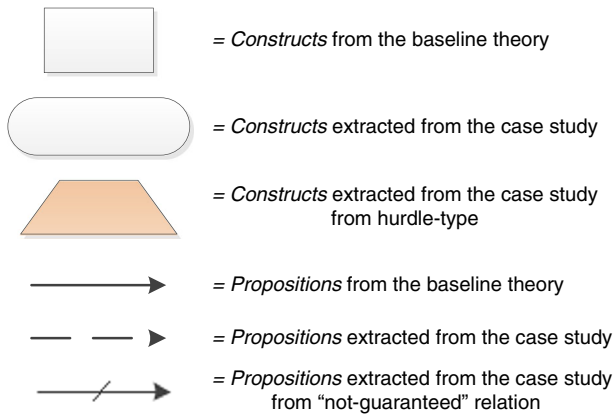 = Constructs from the baseline theory
= Constructs extracted from the case study
= Constructs extracted from the case study
from hurdle-type
= Propositions from the baseline theory
= Propositions extracted from the case study
= Propositions extracted from the case study
from “not-guaranteed” relation